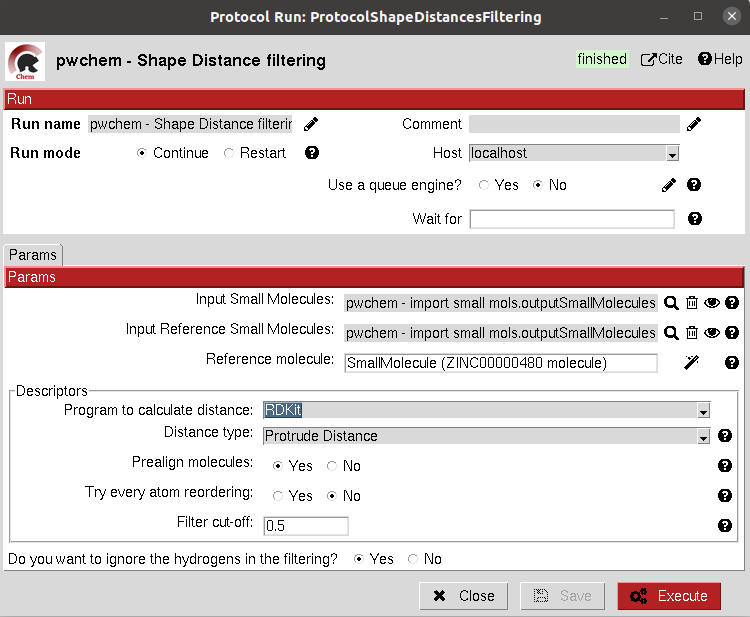 Protocol Run: ProtocolShapeDistancesFiltering
Chem
pwchem - Shape Distance filtering
finished Cite Help
Run
Run name pwchem - Shape Distance filterin Comment
Run mode Continue Restart Host localhost
Use a queue engine? Yes No
Wait for
Params
Params
Input Small Molecules: pwchem - import small mols.outputSmallMolecules
Input Reference Small Molecules: pwchem - import small mols.outputSmallMolecules
Reference molecule: SmallMolecule (ZINC00000480 molecule)
Descriptors
Program to calculate distance: RDKit
Distance type: Protrude Distance
Prealign molecules: Yes No
Try every atom reordering: Yes No
Filter cut-off: 0.5
Do you want to ignore the hydrogens in the filtering? Yes No
Close Save Execute